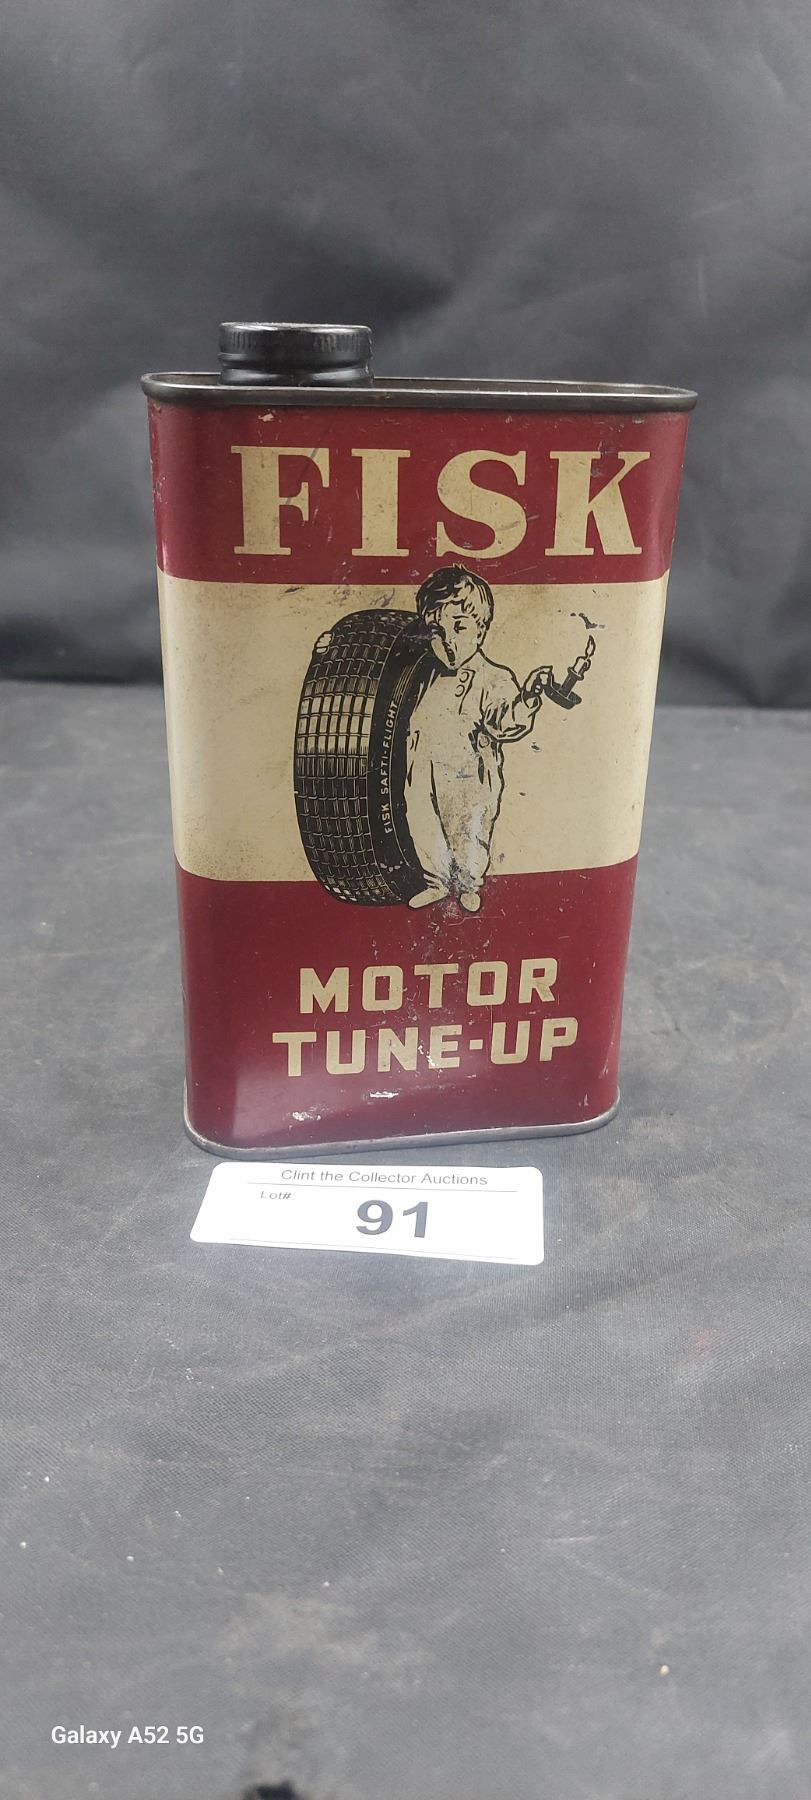 FISK
FISK SAFTI-FLIGHT
MOTOR
TUNE-UP
Clint the Collector Auctions
Lot#:
91
Galaxy A52 5G